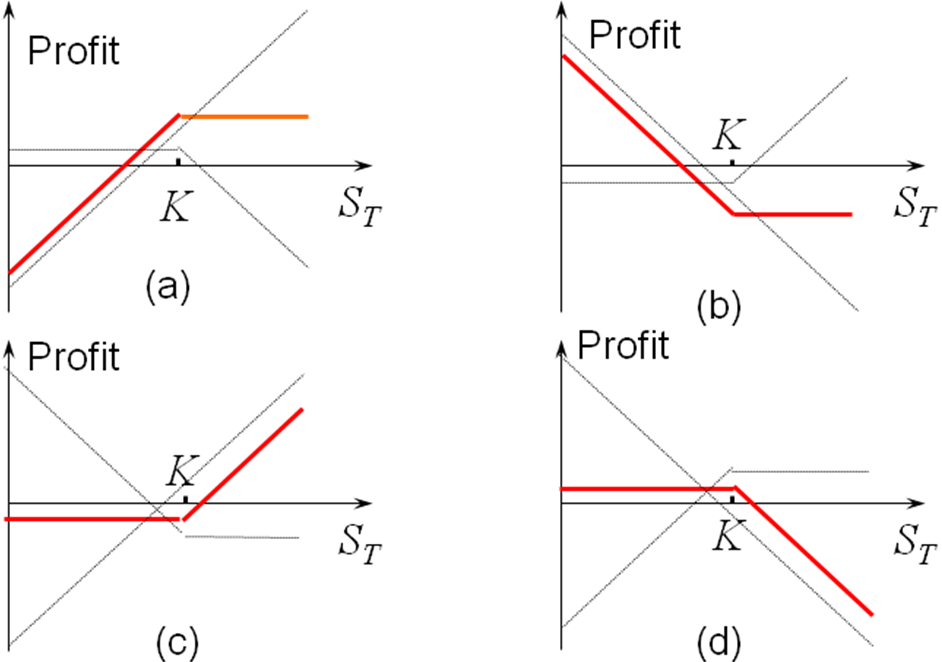 Profit
K
S_T
(a)
Profit
K
S_T
(b)
Profit
K
S_T
(c)
Profit
K
S_T
(d)